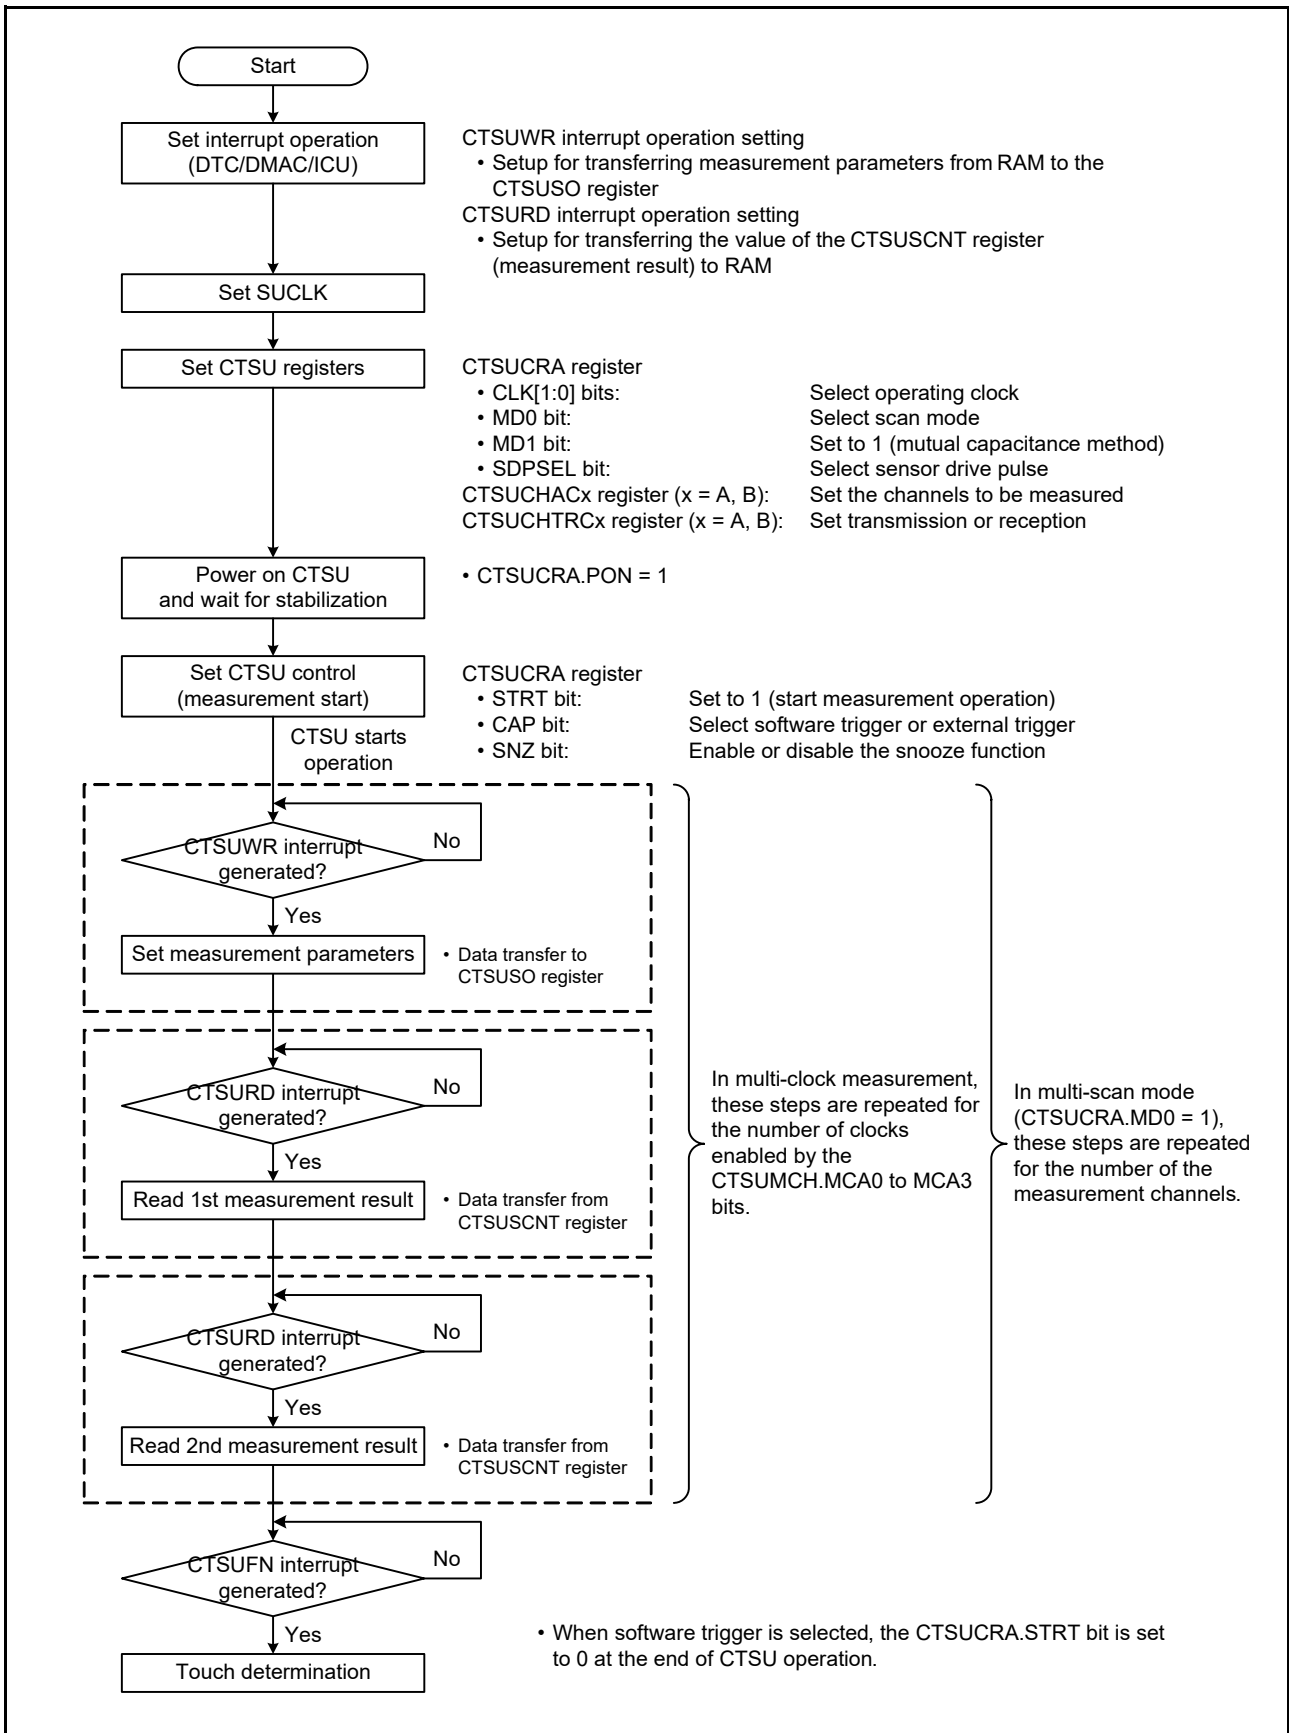 Start
Set interrupt operation
(DTC/DMAC/ICU)
CTSUWR interrupt operation setting
• Setup for transferring measurement parameters from RAM to the
CTSUSO register
CTSURD interrupt operation setting
• Setup for transferring the value of the CTSUSCNT register
(measurement result) to RAM
Set SUCLK
Set CTSU registers
CTSUCRA register
• CLK[1:0] bits: Select operating clock
• MD0 bit: Select scan mode
• MD1 bit: Set to 1 (mutual capacitance method)
• SDPSEL bit: Select sensor drive pulse
CTSUCHACx register (x = A, B): Set the channels to be measured
CTSUCHTRCx register (x = A, B): Set transmission or reception
Power on CTSU
and wait for stabilization
• CTSUCRA.PON = 1
Set CTSU control
(measurement start)
CTSUCRA register
• STRT bit: Set to 1 (start measurement operation)
• CAP bit: Select software trigger or external trigger
• SNZ bit: Enable or disable the snooze function
CTSU starts
operation
CTSUWR interrupt
generated?
No
Yes
Set measurement parameters
• Data transfer to
CTSUSO register
CTSURD interrupt
generated?
No
Yes
Read 1st measurement result
• Data transfer from
CTSUSCNT register
In multi-clock measurement,
these steps are repeated for
the number of clocks
enabled by the
CTSUMCH.MCA0 to MCA3
bits.
In multi-scan mode
(CTSUCRA.MD0 = 1),
these steps are repeated
for the number of the
measurement channels.
CTSURD interrupt
generated?
No
Yes
Read 2nd measurement result
• Data transfer from
CTSUSCNT register
CTSUFN interrupt
generated?
No
Yes
Touch determination
• When software trigger is selected, the CTSUCRA.STRT bit is set
to 0 at the end of CTSU operation.